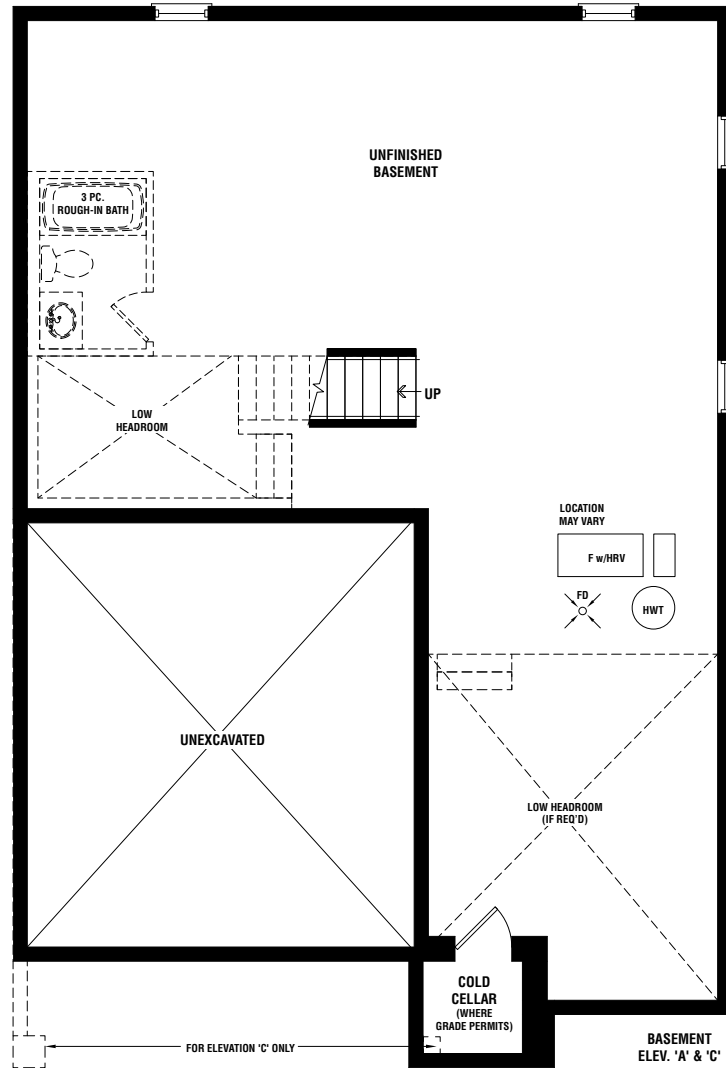 UNFINISHED
BASEMENT
3 PC.
ROUGH-IN BATH
UP
LOW
HEADROOM
LOCATION
MAY VARY
F w/HRV
FD
HWT
UNEXCAVATED
LOW HEADROOM
(IF REQ'D)
COLD
CELLAR
(WHERE
GRADE PERMITS)
FOR ELEVATION 'C' ONLY
BASEMENT
ELEV. 'A' & 'C'